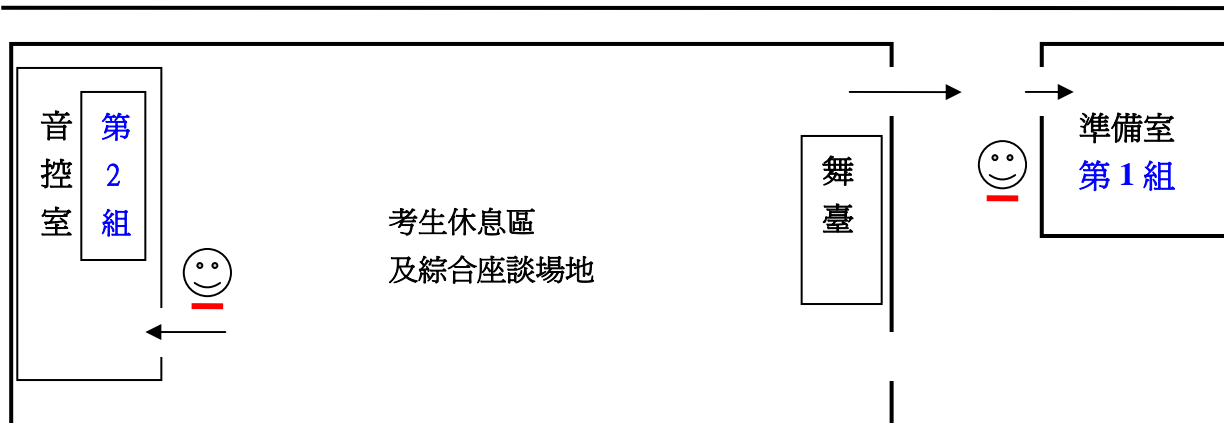 音控室
第2組
考生休息區
及綜合座談場地
舞臺
準備室
第1組